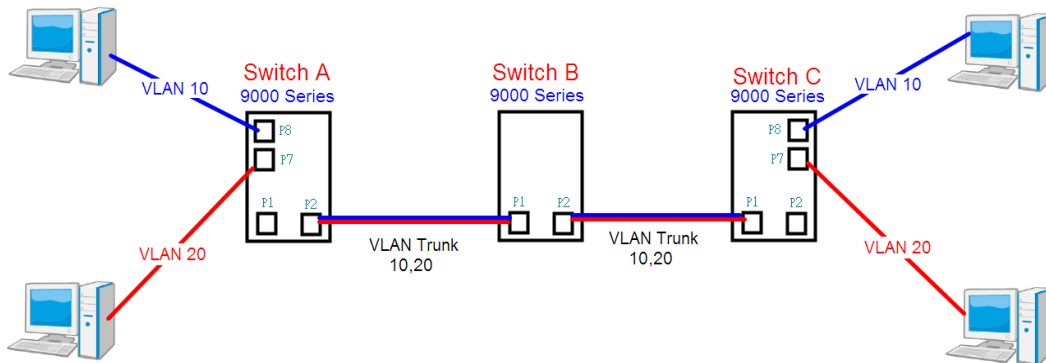 Switch A
9000 Series
Switch B
9000 Series
Switch C
9000 Series
VLAN 10
VLAN 10
P8
P7
P8
P7
P1
P2
P1
P2
P1
P2
VLAN 20
VLAN Trunk
10,20
VLAN Trunk
10,20
VLAN 20